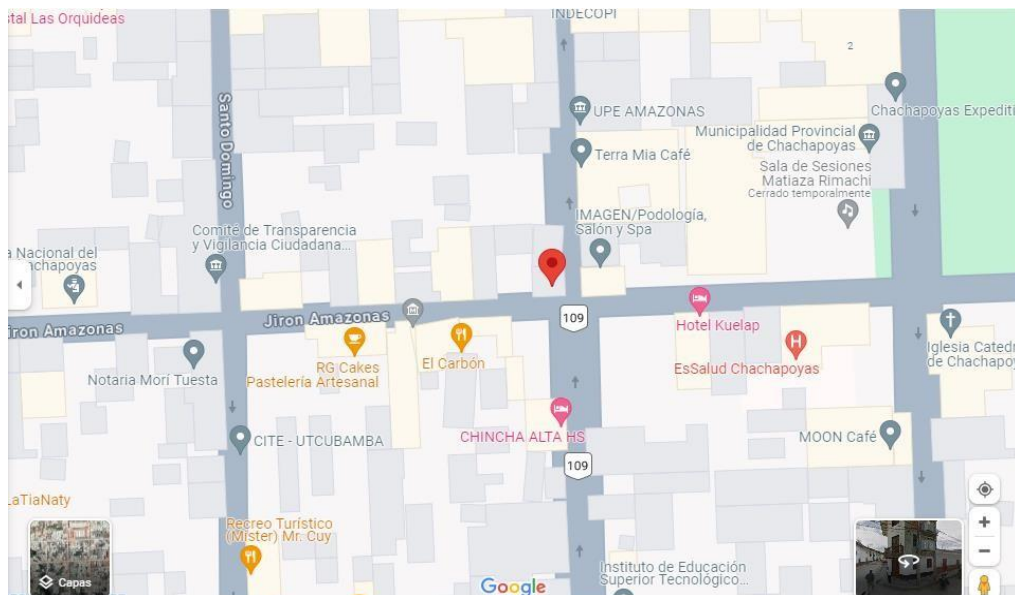 stal Las Orquideas
INDECOPI
2
Chachapoyas Expediti
UPE AMAZONAS
Municipalidad Provincial
de Chachapoyas
Terra Mia Café
Sala de Sesiones
Matiaza Rimachi
Cerrado temporalmente
Santo Domingo
IMAGEN/Podología,
Salón y Spa
Comité de Transparencia
y Vigilancia Ciudadana...
a Nacional del
achapoyas
Jiron Amazonas
Jiron Amazonas
109
Hotel Kuelap
RG Cakes
Pastelería Artesanal
El Carbón
EsSalud Chachapoyas
Iglesia Catedr
de Chachapoy
Notaria Mori Tuesta
CHINCHA ALTA HS
MOON Café
CITE - UTCUBAMBA
109
LaTiaNaty
Recreo Turístico
(Mister) Mr. Cuy
Capas
Google
Instituto de Educación
Superior Tecnológico...